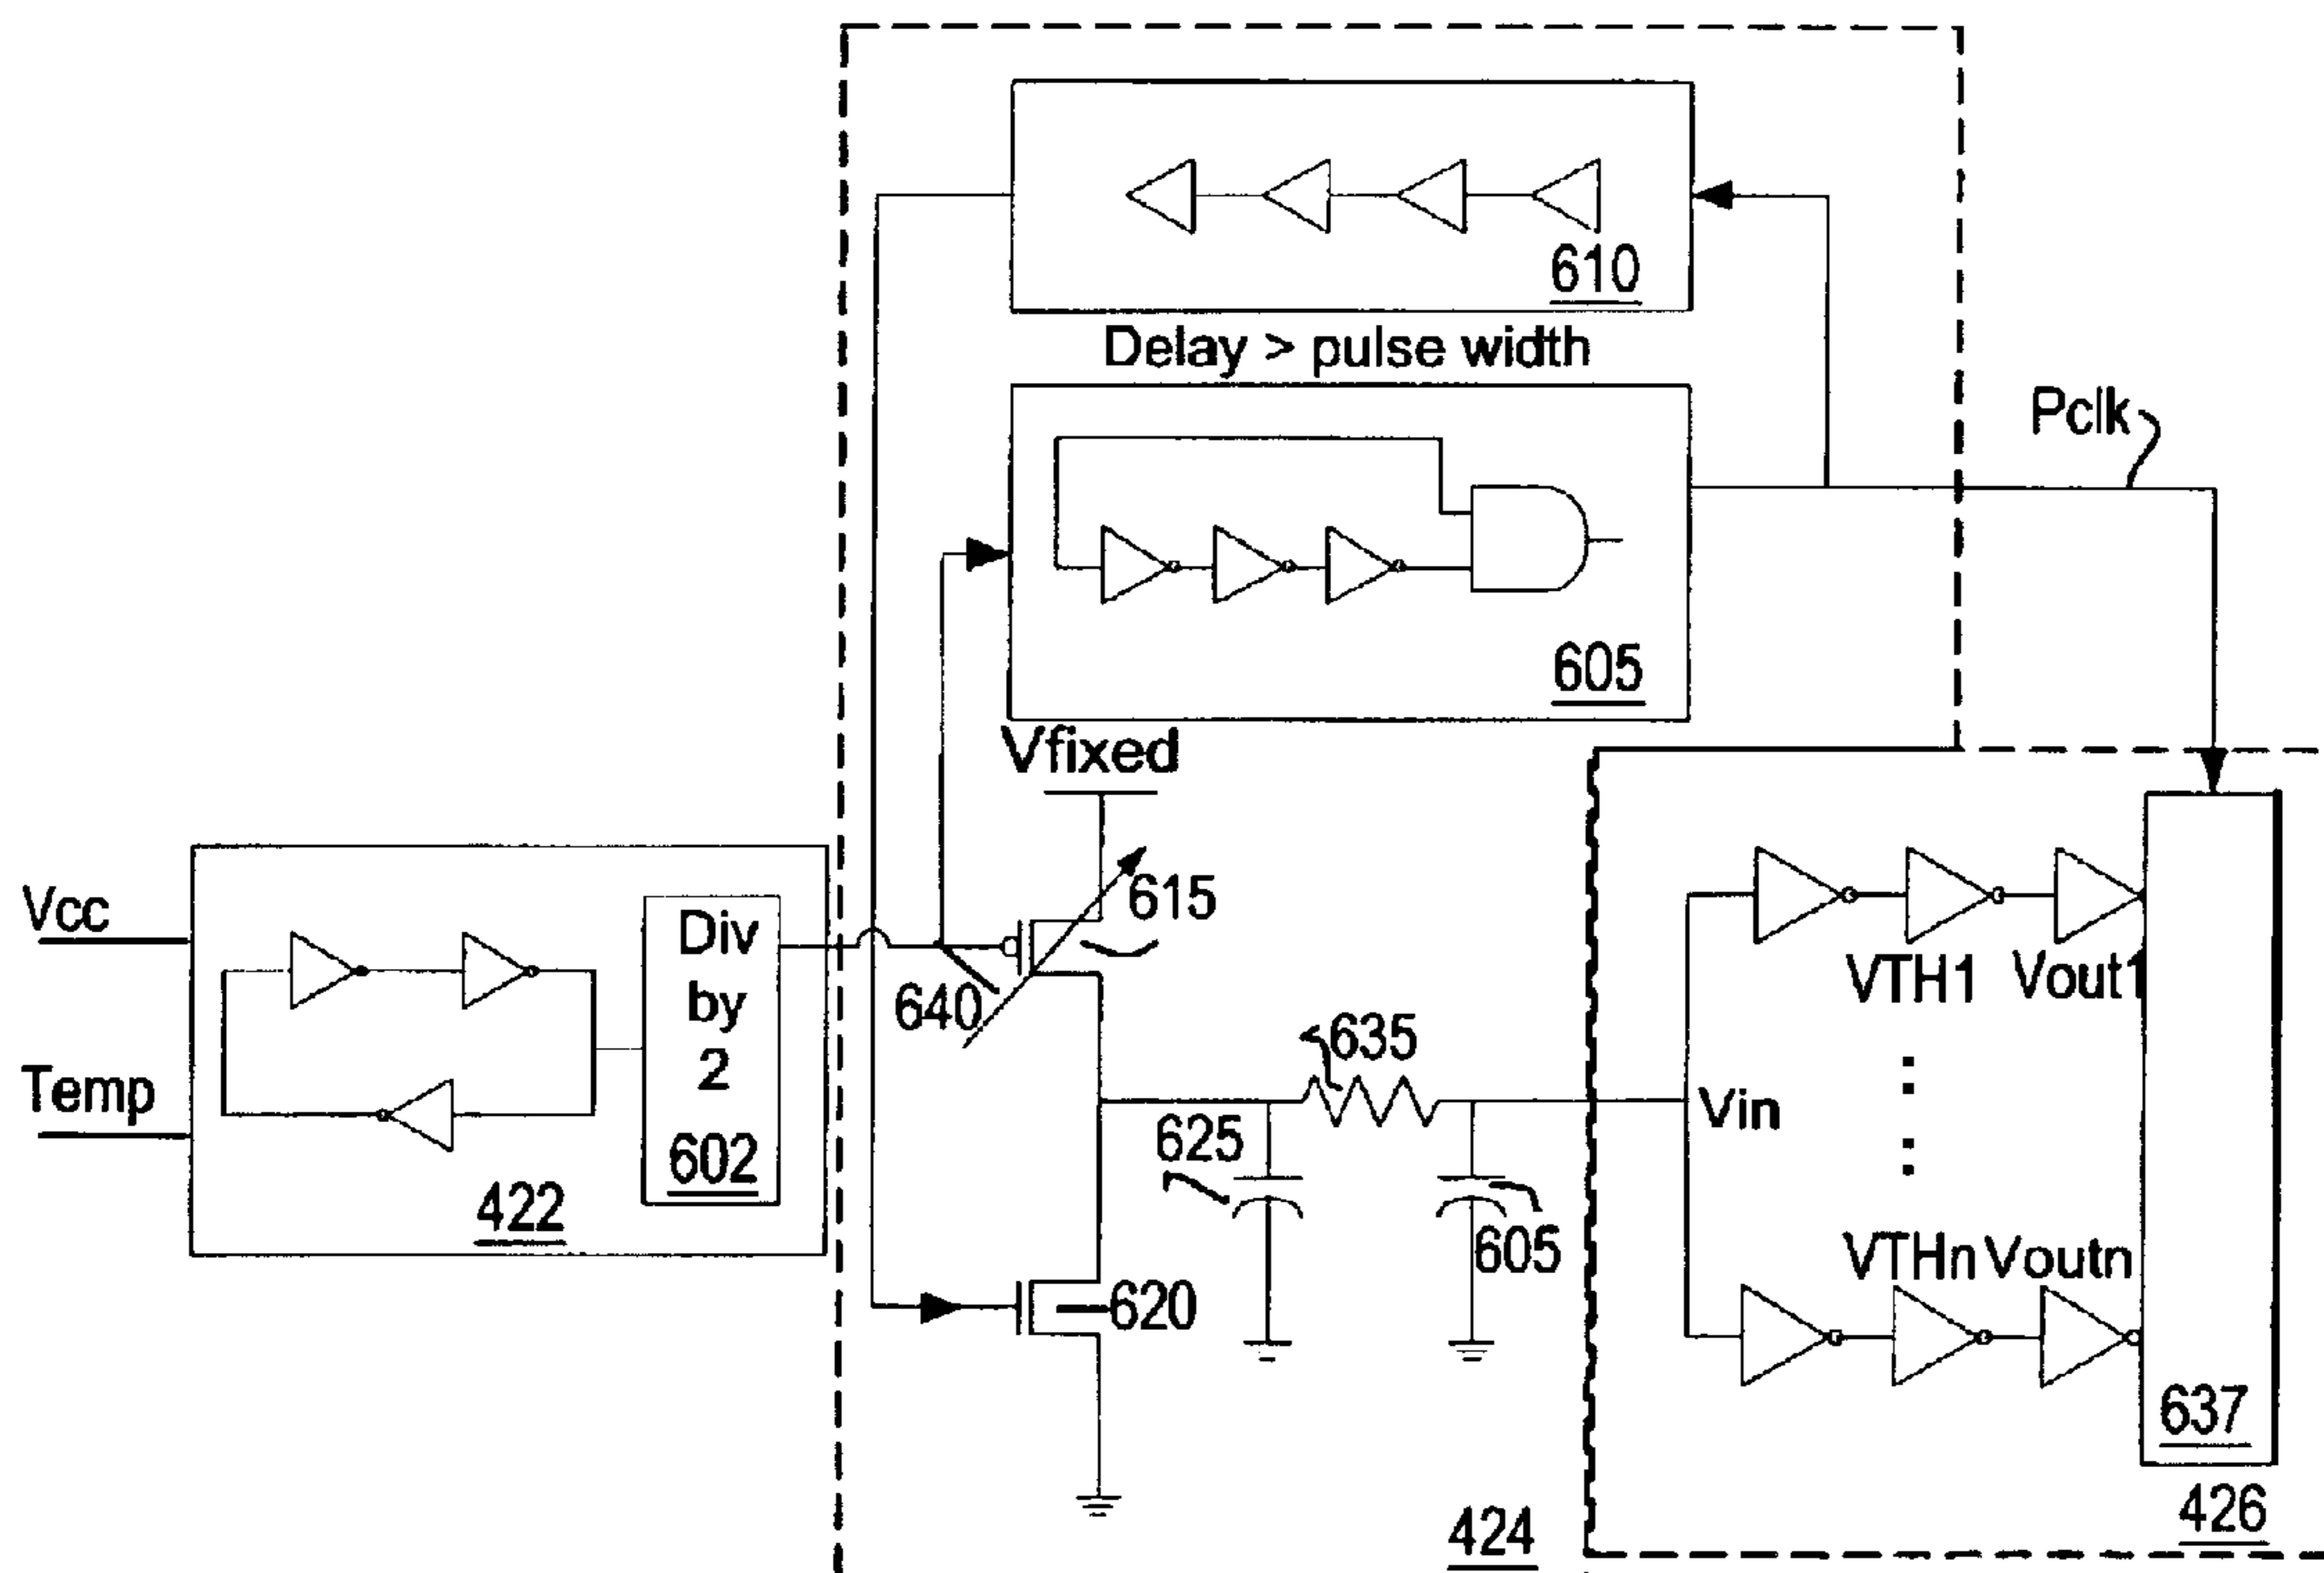 610
Delay > pulse width
Pclk
605
Vfixed
Vcc
Div
by
2
602
615
640
Temp
422
635
625
605
620
Vin
VTH1
Vout1
VTHn
Voutn
637
424
426